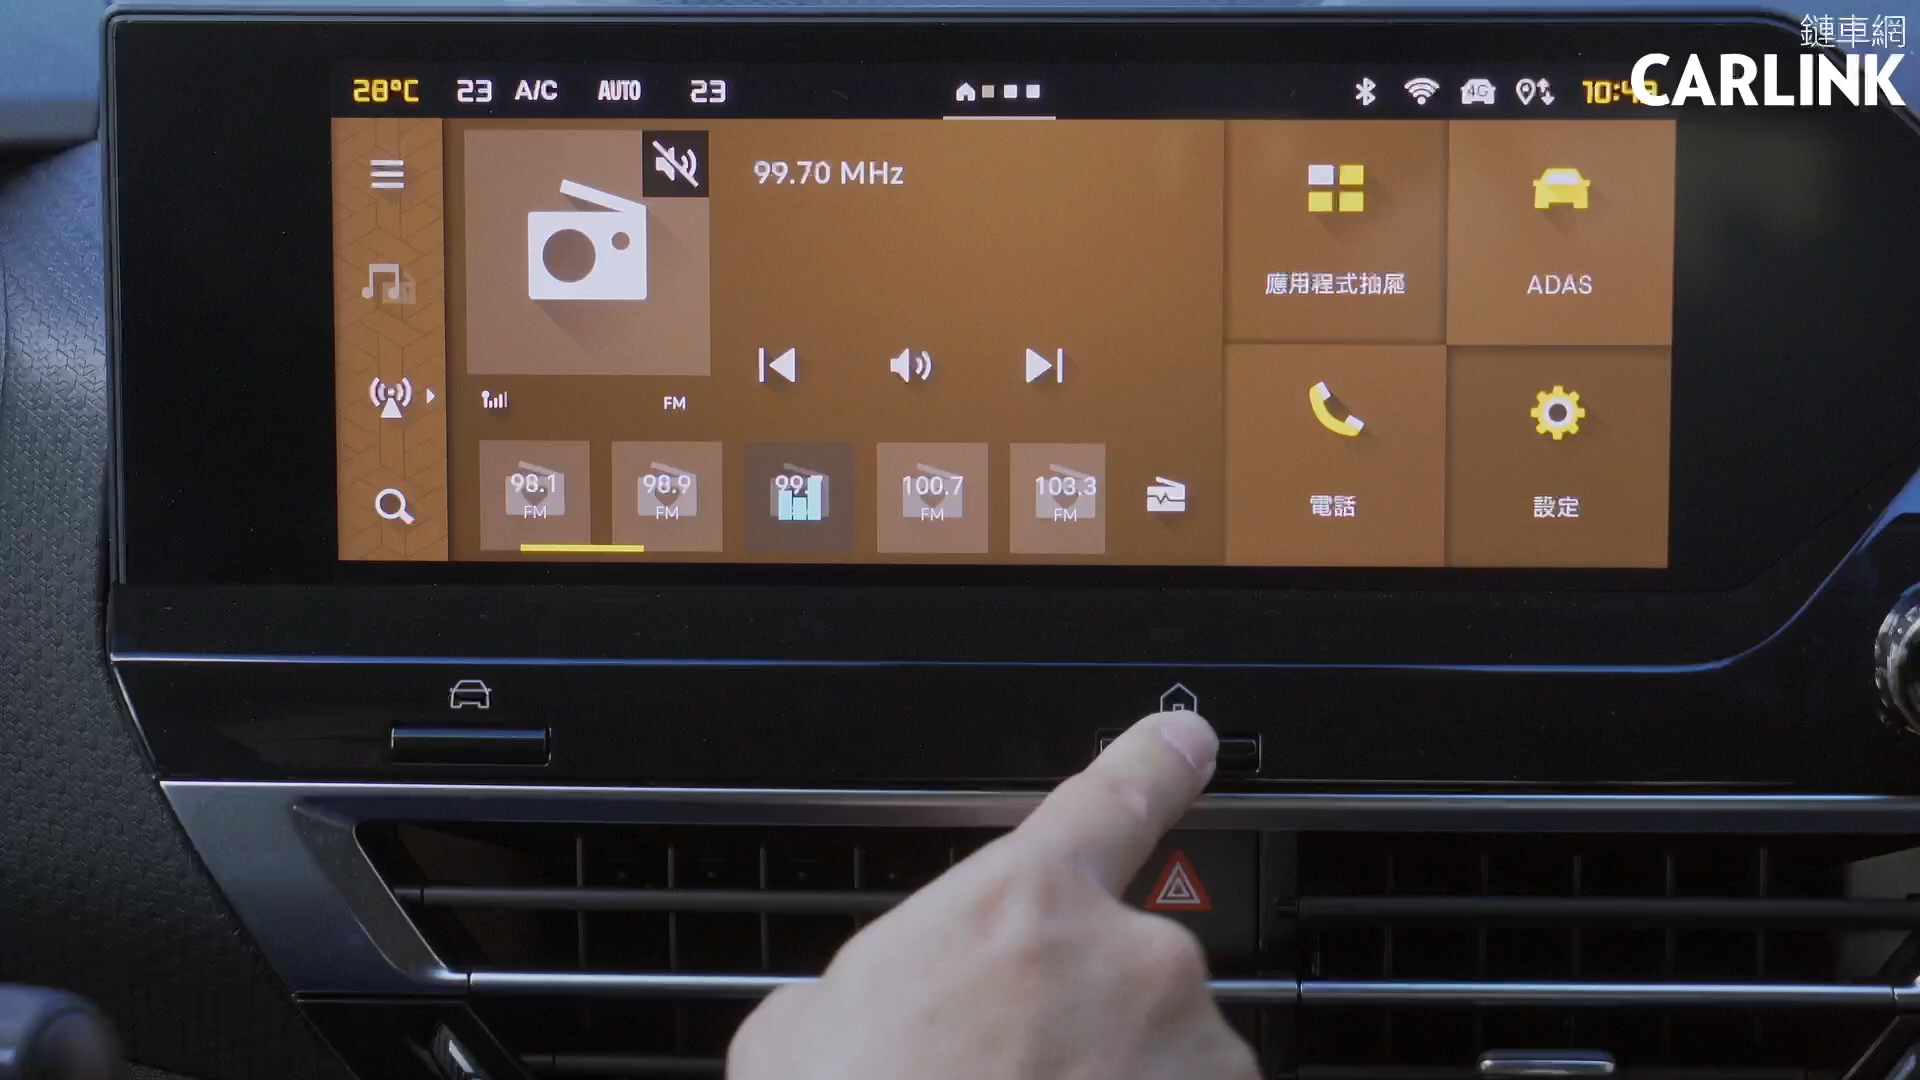 鏈車網
CARLINK
28°C 23 A/C AUTO 23
4G
99.70 MHz
FM
98.1
FM
98.9
FM
100.7
FM
103.3
FM
應用程式抽屜
ADAS
電話
設定